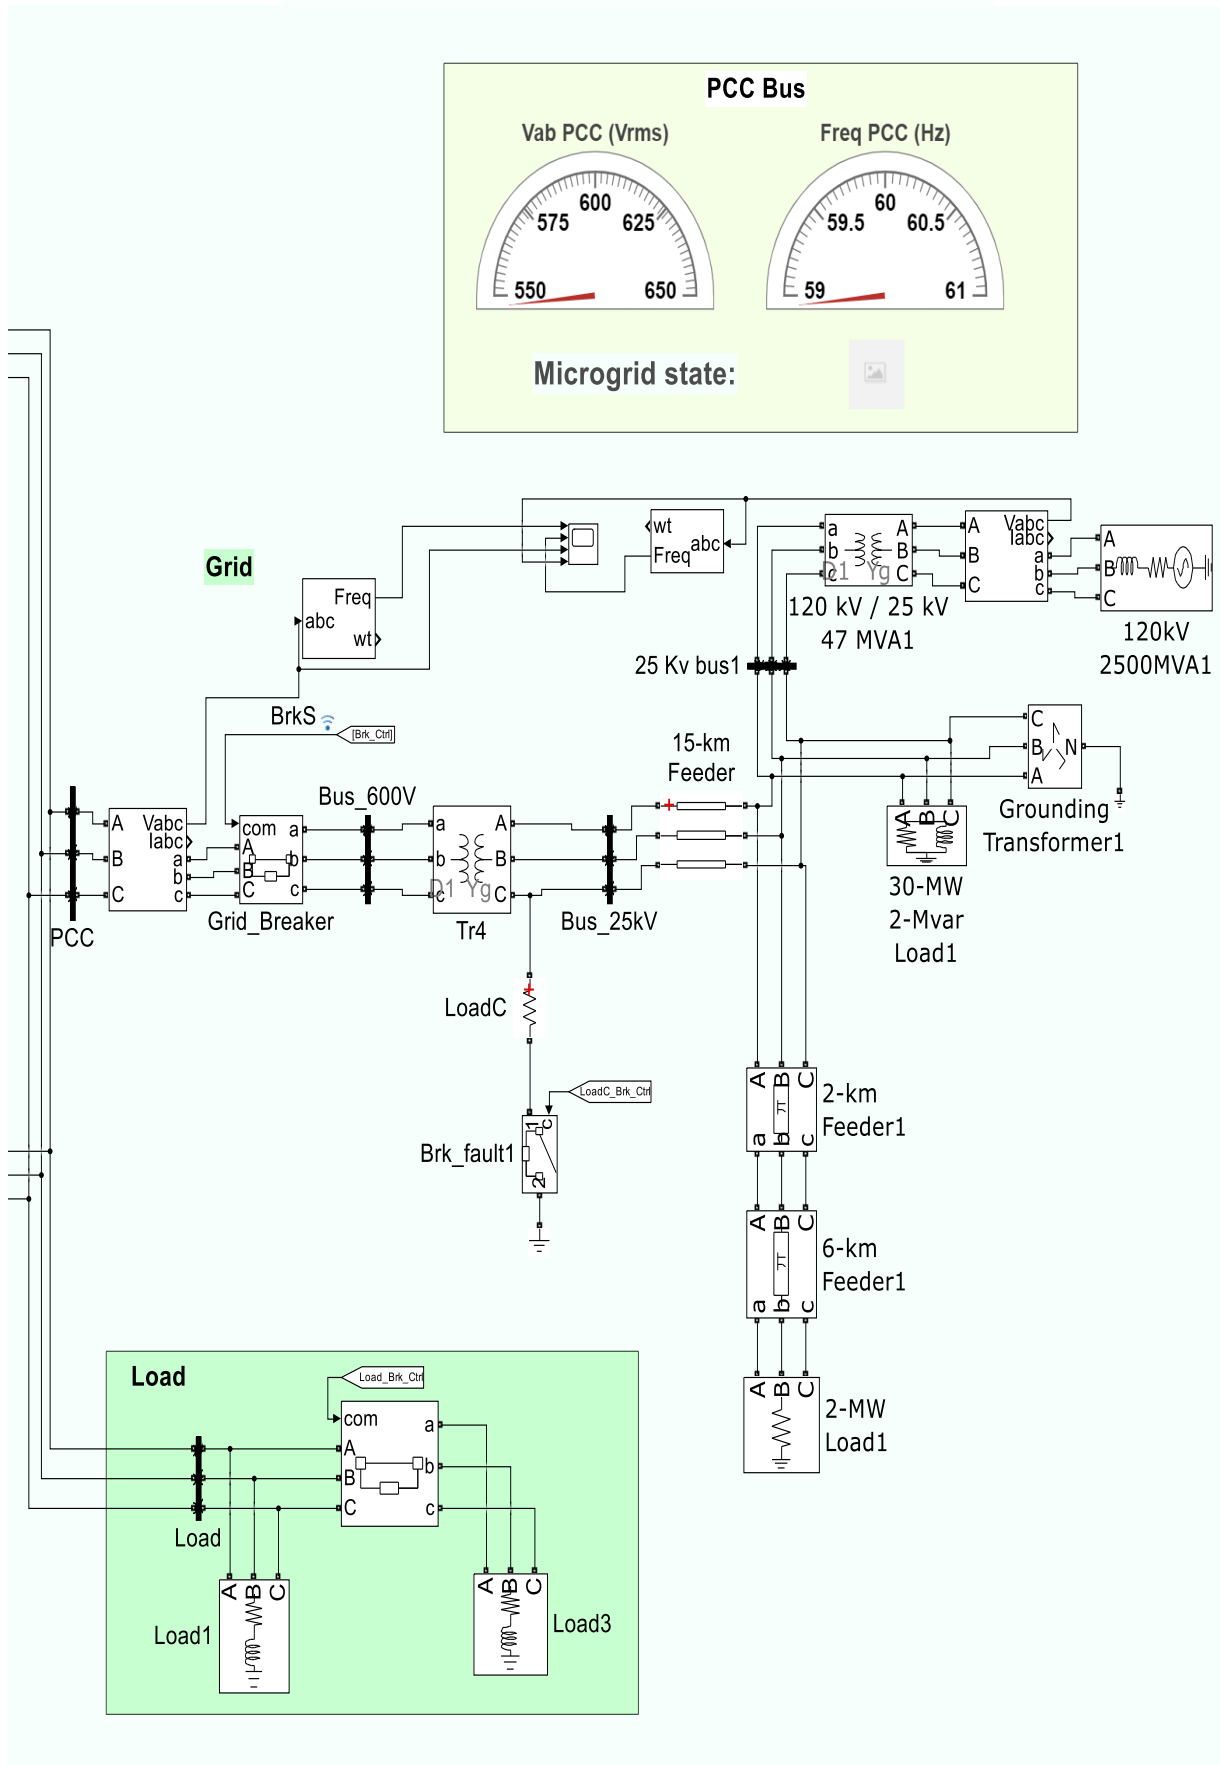 PCC Bus
Vab PCC (Vrms)
Freq PCC (Hz)
550
575
600
625
650
59
59.5
60
60.5
61
Microgrid state:
Grid
Freq
abc
wt
wt
Freq
abc
a
b
c
A
B
C
D1 Yg
120 kV / 25 kV
47 MVA1
Vabc
Iabc
A
B
C
a
b
c
A
B
C
120kV
2500MVA1
25 Kv bus1
BrkS
[Brk_Ctrl]
15-km
Feeder
C
B
A
N
Grounding
Transformer1
A B C
30-MW
2-Mvar
Load1
PCC
A
B
C
Vabc
Iabc
a
b
c
com
A
B
C
a
b
c
Grid_Breaker
Bus_600V
a
b
c
A
B
C
D1 Yg
Tr4
Bus_25kV
LoadC
LoadC_Brk_Ctrl
Brk_fault1
1
c
2
A B C
a b c
2-km
Feeder1
A B C
a b c
6-km
Feeder1
A B C
2-MW
Load1
Load
Load_Brk_Ctrl
com
A
B
C
a
b
c
Load
A B C
Load1
A B C
Load3